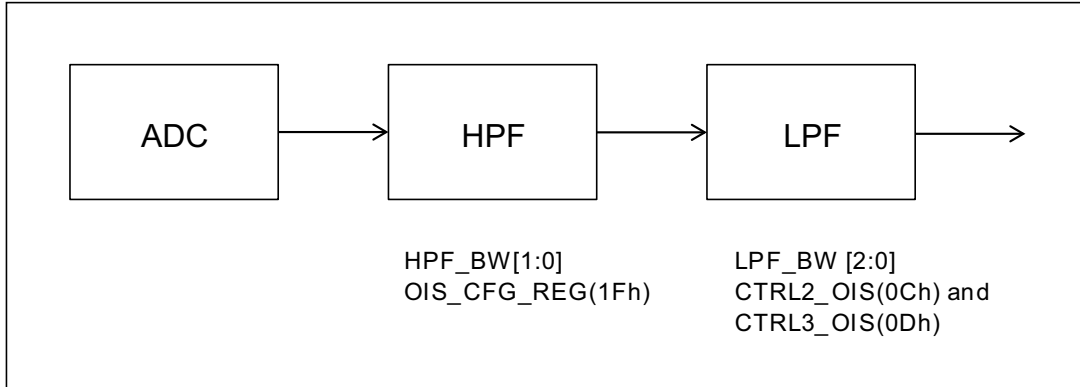 ADC
HPF
LPF
HPF_BW[1:0]
OIS_CFG_REG(1Fh)
LPF_BW [2:0]
CTRL2_OIS(0Ch) and
CTRL3_OIS(0Dh)